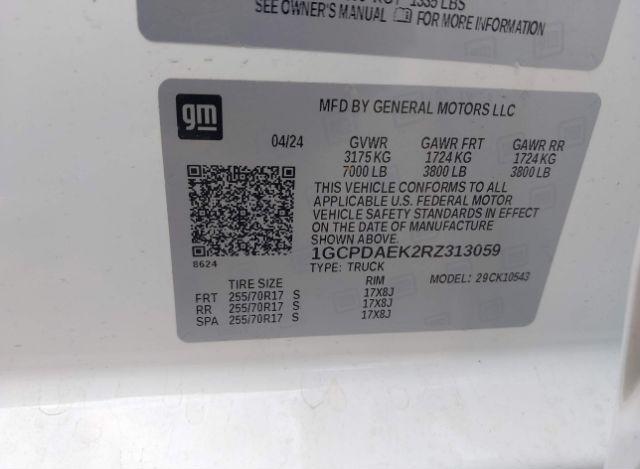 1335 LBS
SEE OWNER'S MANUAL FOR MORE INFORMATION
gm
MFD BY GENERAL MOTORS LLC
04/24 GVWR GAWR FRT GAWR RR
3175 KG 1724 KG 1724 KG
7000 LB 3800 LB 3800 LB
THIS VEHICLE CONFORMS TO ALL
APPLICABLE U.S. FEDERAL MOTOR
VEHICLE SAFETY STANDARDS IN EFFECT
ON THE DATE OF MANUFACTURE
SHOWN ABOVE.
8624
1GCPDAEK2RZ313059
TYPE: TRUCK MODEL: 29CK10543
TIRE SIZE RIM
FRT 255/70R17 S 17X8J
RR 255/70R17 S 17X8J
SPA 255/70R17 S 17X8J